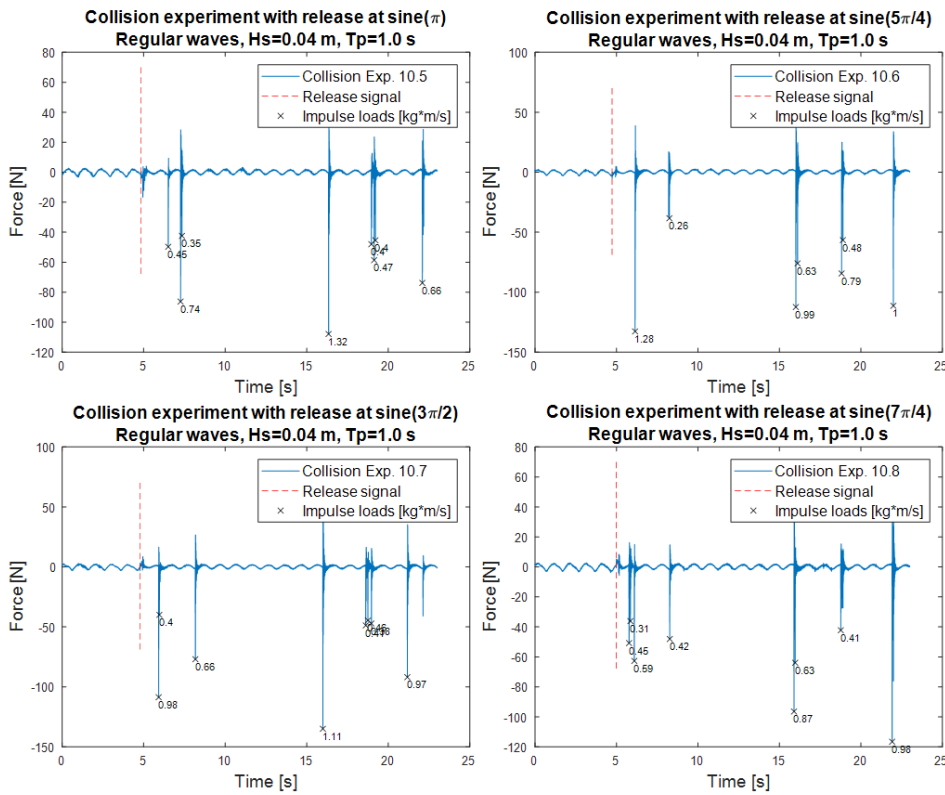 Collision experiment with release at sine(π)
Regular waves, Hs=0.04 m, Tp=1.0 s
Collision Exp. 10.5
Release signal
Impulse loads [kg*m/s]
Force [N]
80
60
40
20
0
-20
-40
-60
-80
-100
-120
0.45
0.35
0.74
1.32
0.4
0.4
0.47
0.66
0 5 10 15 20 25
Time [s]
Collision experiment with release at sine(5π/4)
Regular waves, Hs=0.04 m, Tp=1.0 s
Collision Exp. 10.6
Release signal
Impulse loads [kg*m/s]
Force [N]
100
50
0
-50
-100
-150
1.28
0.26
0.63
0.99
0.48
0.79
1
0 5 10 15 20 25
Time [s]
Collision experiment with release at sine(3π/2)
Regular waves, Hs=0.04 m, Tp=1.0 s
Collision Exp. 10.7
Release signal
Impulse loads [kg*m/s]
Force [N]
100
50
0
-50
-100
-150
0.4
0.98
0.66
1.11
0.97
0 5 10 15 20 25
Time [s]
Collision experiment with release at sine(7π/4)
Regular waves, Hs=0.04 m, Tp=1.0 s
Collision Exp. 10.8
Release signal
Impulse loads [kg*m/s]
Force [N]
80
60
40
20
0
-20
-40
-60
-80
-100
-120
0.31
0.45
0.59
0.42
0.63
0.87
0.41
0.98
0 5 10 15 20 25
Time [s]